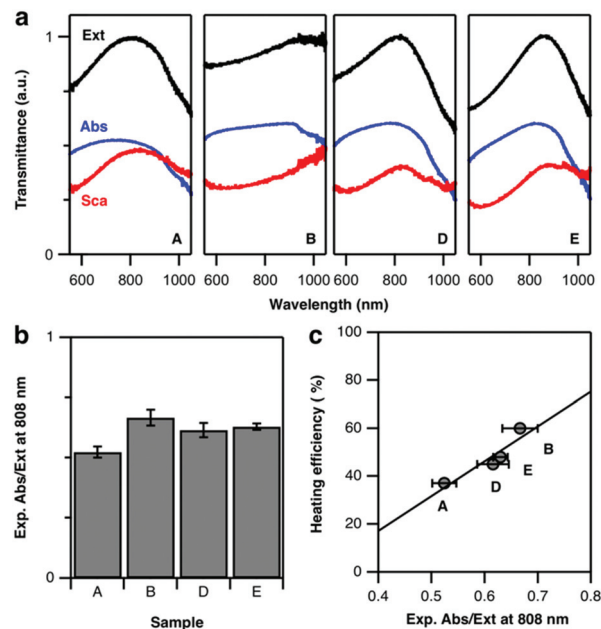 a
Transmittance (a.u.)
1
0
Ext
Abs
Sca
A
B
D
E
600 800 1000
600 800 1000
600 800 1000
600 800 1000
Wavelength (nm)
b
Exp. Abs/Ext at 808 nm
1
0
A B D E
Sample
c
Heating efficiency (%)
100
80
60
40
20
0
A
D
E
B
0.4 0.5 0.6 0.7 0.8
Exp. Abs/Ext at 808 nm